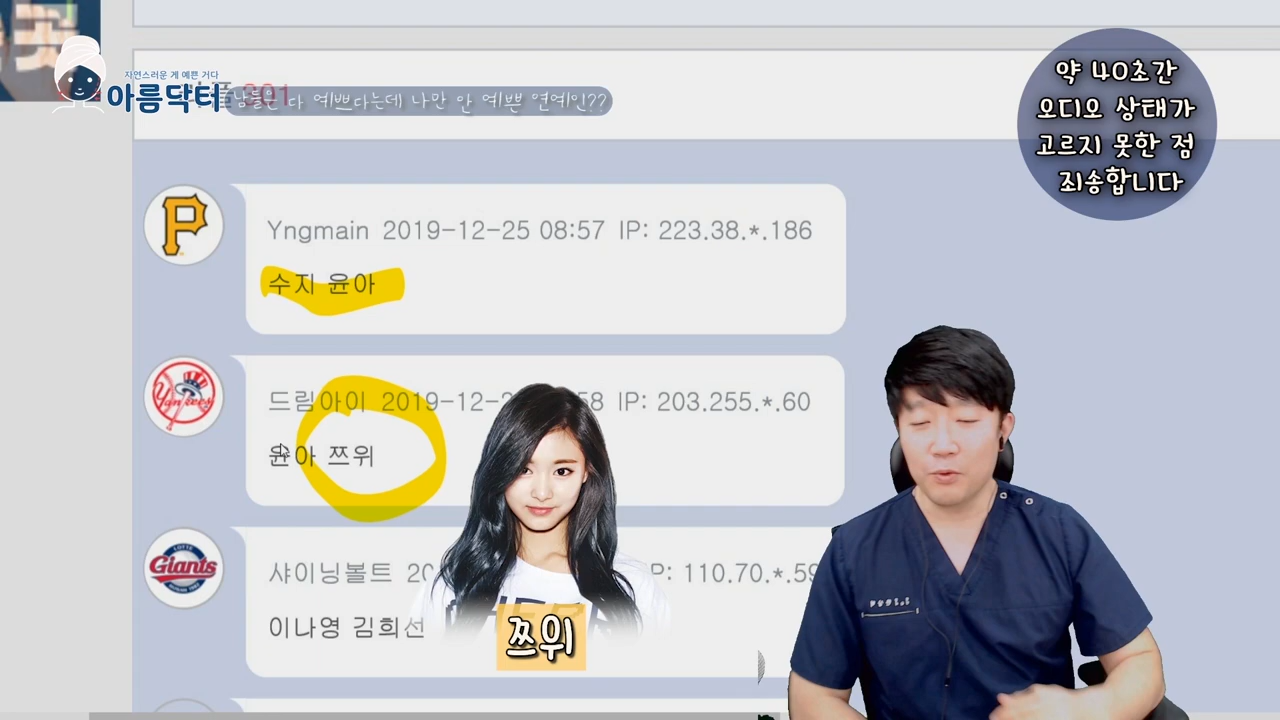 자연스러운 게 예쁜 거다
아름닥터
남들은 다 예쁘다는데 나만 안 예쁜 연예인??
약 40초간
오디오 상태가
고르지 못한 점
죄송합니다
P
Yngmain 2019-12-25 08:57 IP: 223.38.*.186
수지 윤아
Yankees
드림아이 2019-12-2 58 IP: 203.255.*.60
윤아 쯔위
LOTTE
Giants
샤이닝볼트 20 P: 110.70.*.59
이나영 김희선
쯔위